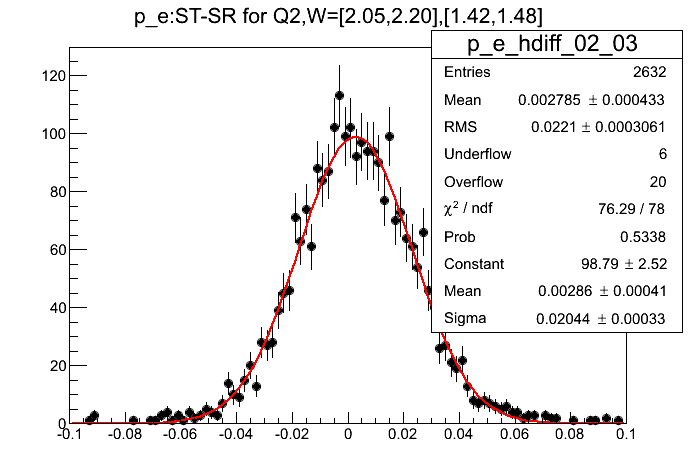 p_e:ST-SR for Q2,W=[2.05,2.20],[1.42,1.48]
p_e_hdiff_02_03
Entries 2632
Mean 0.002785 ± 0.000433
RMS 0.0221 ± 0.0003061
Underflow 6
Overflow 20
χ² / ndf 76.29 / 78
Prob 0.5338
Constant 98.79 ± 2.52
Mean 0.00286 ± 0.00041
Sigma 0.02044 ± 0.00033
120
100
80
60
40
20
0
-0.1 -0.08 -0.06 -0.04 -0.02 0 0.02 0.04 0.06 0.08 0.1